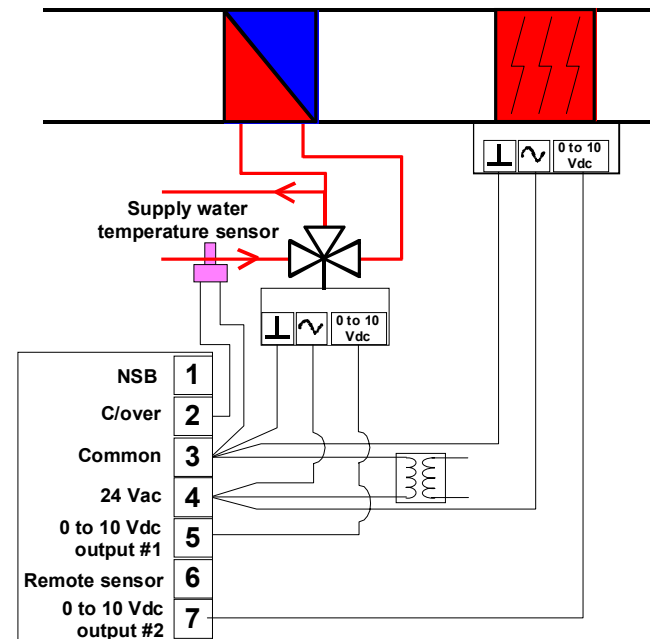 0 to 10
Vdc
Supply water
temperature sensor
0 to 10
Vdc
NSB 1
C/over 2
Common 3
24 Vac 4
0 to 10 Vdc
output #1
5
Remote sensor 6
0 to 10 Vdc
output #2
7